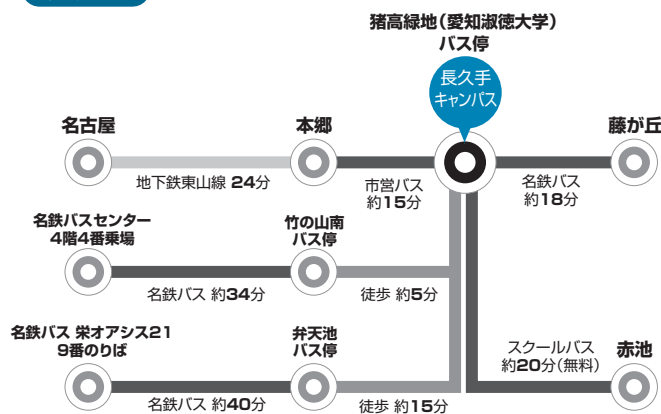 猪高緑地（愛知淑徳大学）
バス停
長久手
キャンパス
名古屋
本郷
藤が丘
地下鉄東山線 24分
市営バス
約15分
名鉄バス
約18分
名鉄バスセンター
4階4番乗場
竹の山南
バス停
名鉄バス 約34分
徒歩 約5分
名鉄バス 栄オアシス21
9番のりば
弁天池
バス停
スクールバス
約20分（無料）
赤池
名鉄バス 約40分
徒歩 約15分